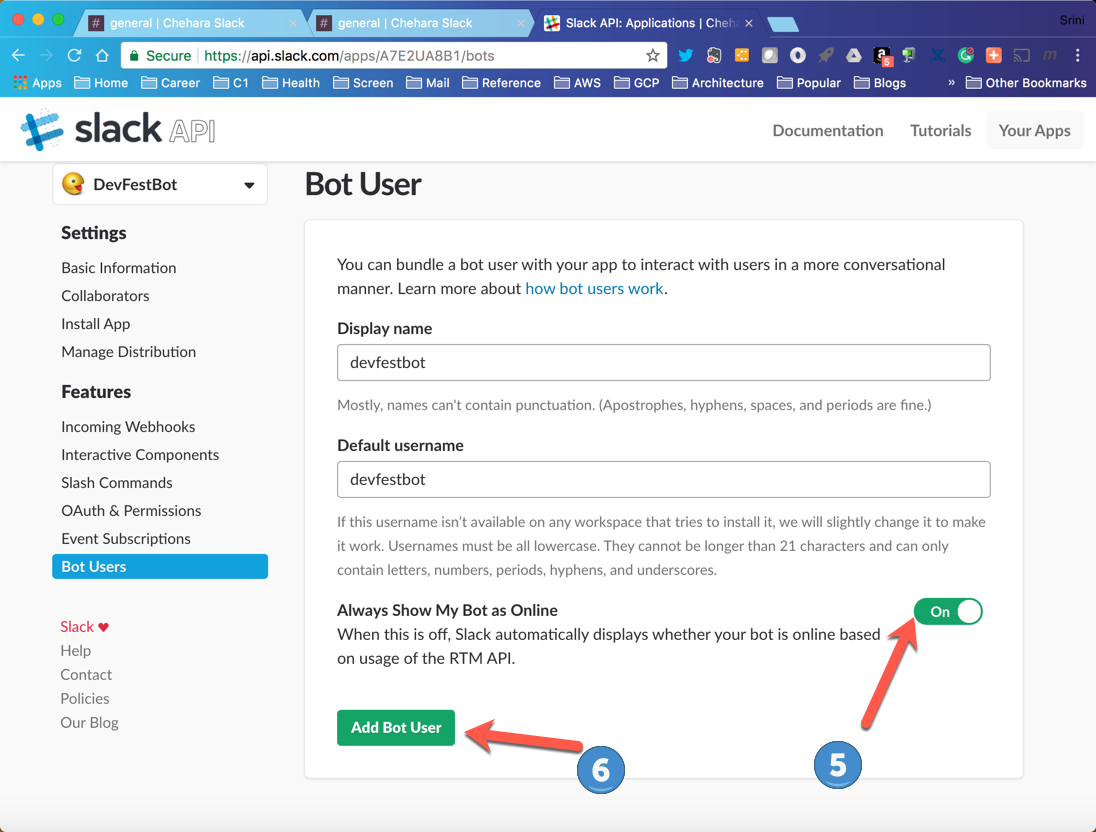 # general | Chehara Slack
# general | Chehara Slack
Slack API: Applications | Cheh
Srini
Secure
https://api.slack.com/apps/A7E2UA8B1/bots
a
5
m
Apps
Home
Career
C1
Health
Screen
Mail
Reference
AWS
GCP
Architecture
Popular
Blogs
»
Other Bookmarks
slack API
Documentation
Tutorials
Your Apps
DevFestBot
Settings
Basic Information
Collaborators
Install App
Manage Distribution
Features
Incoming Webhooks
Interactive Components
Slash Commands
OAuth & Permissions
Event Subscriptions
Bot Users
Slack ♥
Help
Contact
Policies
Our Blog
Bot User
You can bundle a bot user with your app to interact with users in a more conversational
manner. Learn more about how bot users work.
Display name
devfestbot
Mostly, names can't contain punctuation. (Apostrophes, hyphens, spaces, and periods are fine.)
Default username
devfestbot
If this username isn't available on any workspace that tries to install it, we will slightly change it to make
it work. Usernames must be all lowercase. They cannot be longer than 21 characters and can only
contain letters, numbers, periods, hyphens, and underscores.
Always Show My Bot as Online
On
When this is off, Slack automatically displays whether your bot is online based
on usage of the RTM API.
Add Bot User
6
5